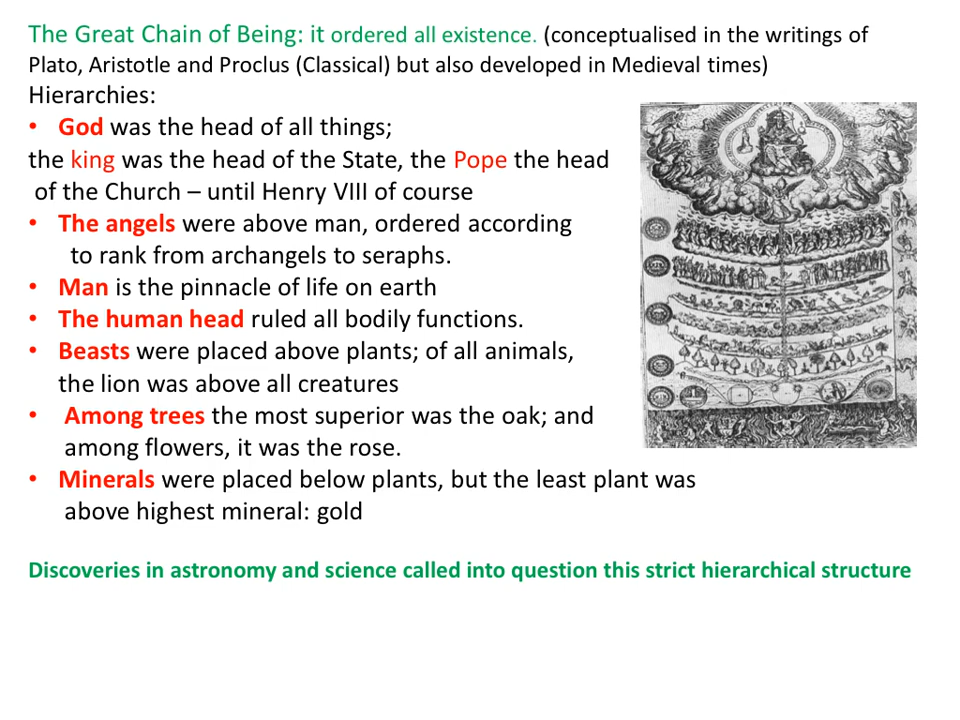 The Great Chain of Being: it ordered all existence. (conceptualised in the writings of
Plato, Aristotle and Proclus (Classical) but also developed in Medieval times)
Hierarchies:
• God was the head of all things;
the king was the head of the State, the Pope the head
of the Church – until Henry VIII of course
• The angels were above man, ordered according
to rank from archangels to seraphs.
• Man is the pinnacle of life on earth
• The human head ruled all bodily functions.
• Beasts were placed above plants; of all animals,
the lion was above all creatures
• Among trees the most superior was the oak; and
among flowers, it was the rose.
• Minerals were placed below plants, but the least plant was
above highest mineral: gold
Discoveries in astronomy and science called into question this strict hierarchical structure